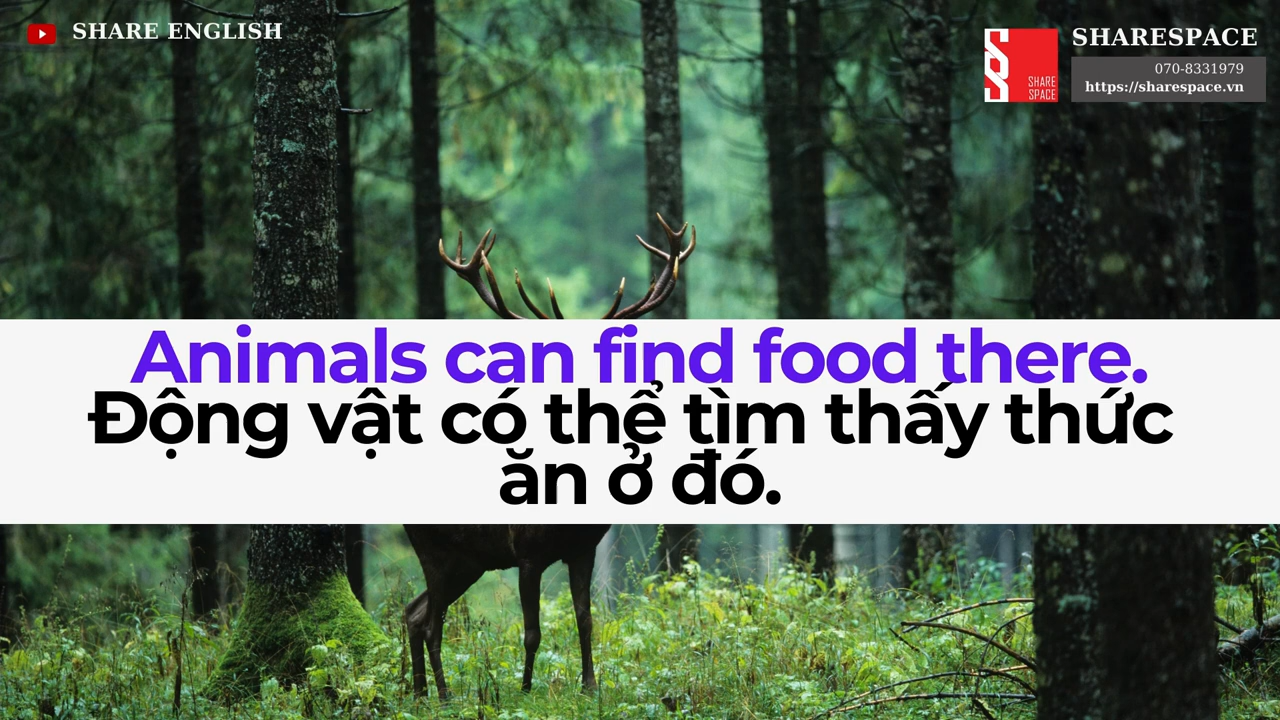 SHARE ENGLISH
SHARESPACE
070-8331979
https://sharespace.vn
SHARE
SPACE
Animals can find food there.
Động vật có thể tìm thấy thức
ăn ở đó.